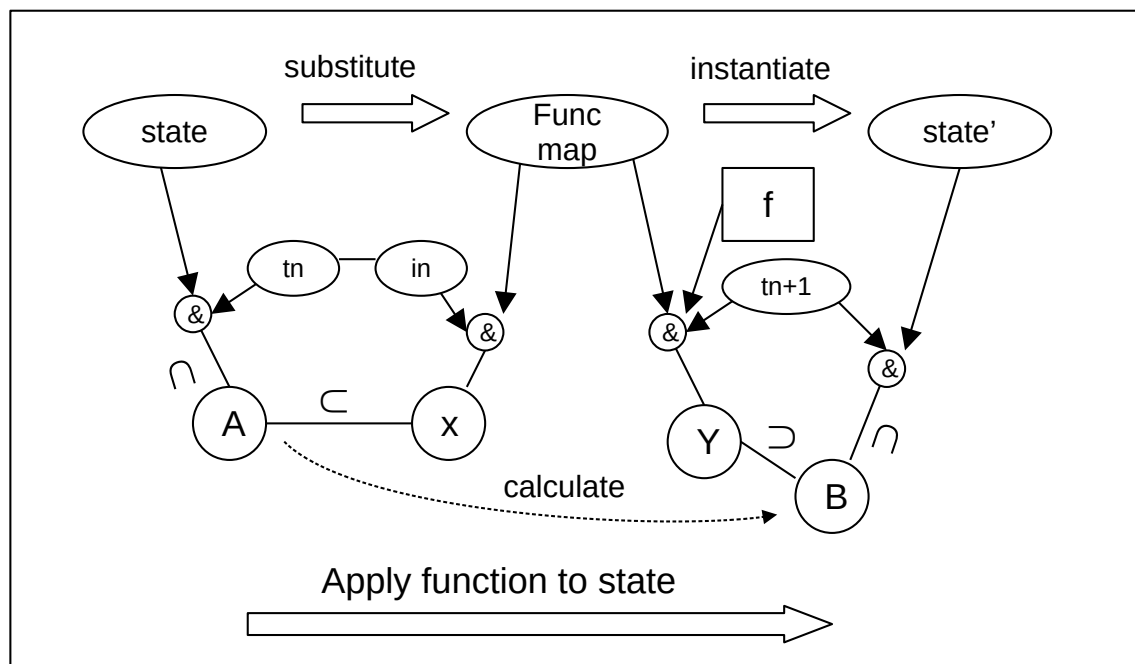 substitute
instantiate
state
Func
map
state’
f
tn
in
tn+1
&
&
&
&
⊂
⊂
⊃
⊂
A
x
Y
B
calculate
Apply function to state